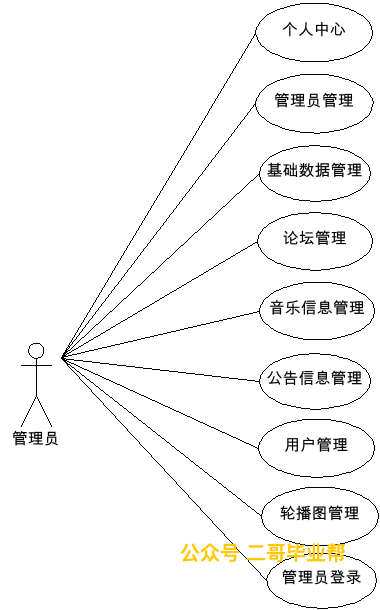 个人中心
管理员管理
基础数据管理
论坛管理
音乐信息管理
公告信息管理
管理员
用户管理
轮播图管理
公众号 二哥毕业帮
管理员登录